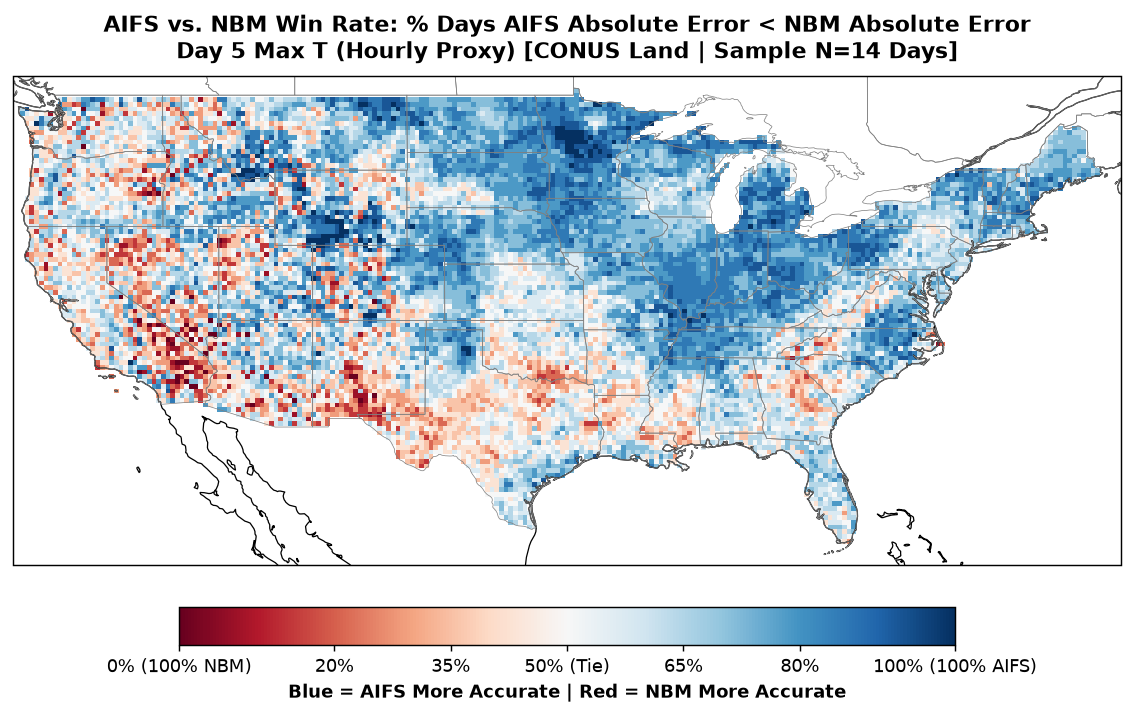 AIFS vs. NBM Win Rate: % Days AIFS Absolute Error < NBM Absolute Error
Day 5 Max T (Hourly Proxy) [CONUS Land | Sample N=14 Days]
0% (100% NBM) 20% 35% 50% (Tie) 65% 80% 100% (100% AIFS)
Blue = AIFS More Accurate | Red = NBM More Accurate